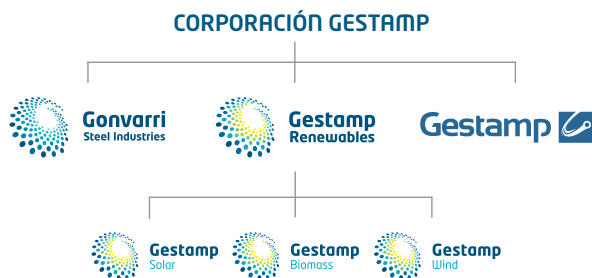 CORPORACIÓN GESTAMP
Gonvarri
Steel Industries
Gestamp
Renewables
Gestamp
Gestamp
Solar
Gestamp
Biomass
Gestamp
Wind